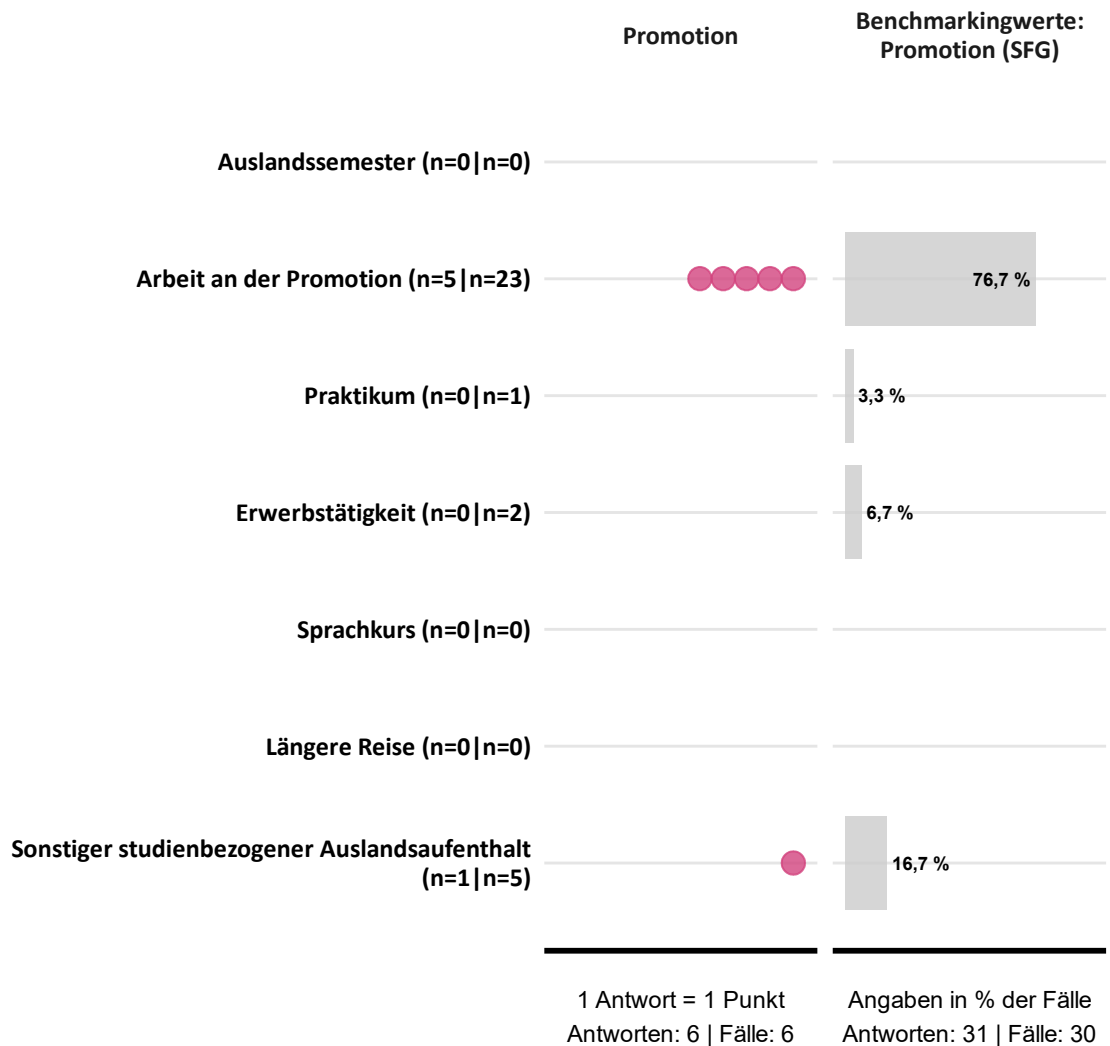 Promotion
Benchmarkingwerte:
Promotion (SFG)
Auslandssemester (n=0|n=0)
Arbeit an der Promotion (n=5|n=23)
76,7 %
Praktikum (n=0|n=1)
3,3 %
Erwerbstätigkeit (n=0|n=2)
6,7 %
Sprachkurs (n=0|n=0)
Längere Reise (n=0|n=0)
Sonstiger studienbezogener Auslandsaufenthalt
(n=1|n=5)
16,7 %
1 Antwort = 1 Punkt
Antworten: 6 | Fälle: 6
Angaben in % der Fälle
Antworten: 31 | Fälle: 30